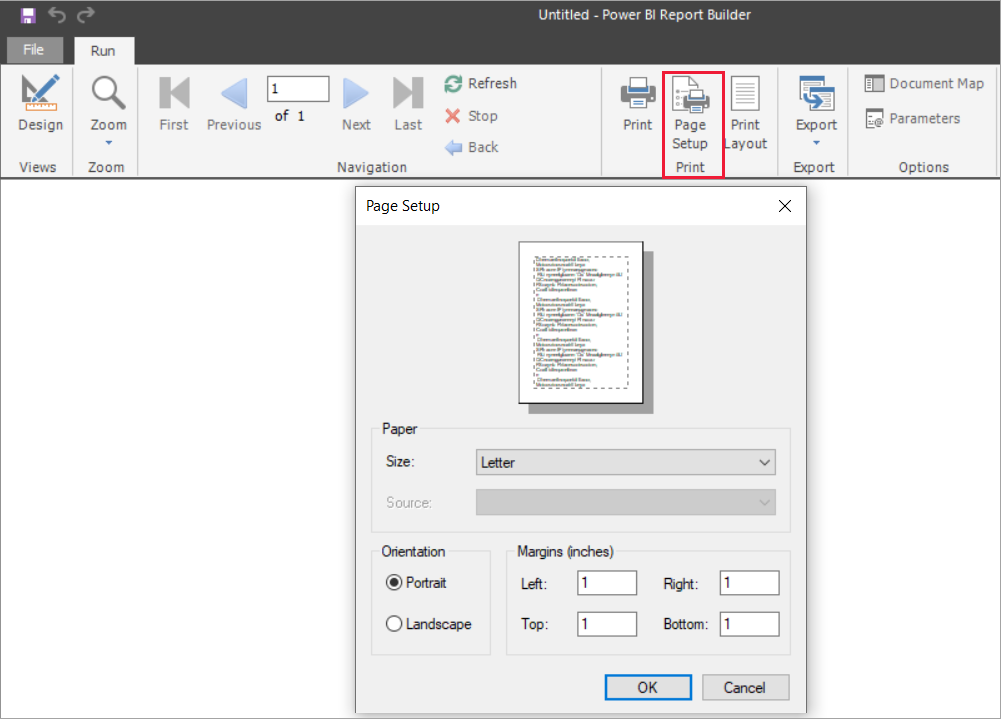 Untitled - Power BI Report Builder
File
Run
Design
Views
Zoom
Zoom
First
Previous
1
of 1
Next
Last
Refresh
Stop
Back
Navigation
Print
Page
Setup
Print
Layout
Print
Export
Export
Document Map
Parameters
Options
Page Setup
Paper
Size:
Letter
Source:
Orientation
Portrait
Landscape
Margins (inches)
Left:
1
Right:
1
Top:
1
Bottom:
1
OK
Cancel